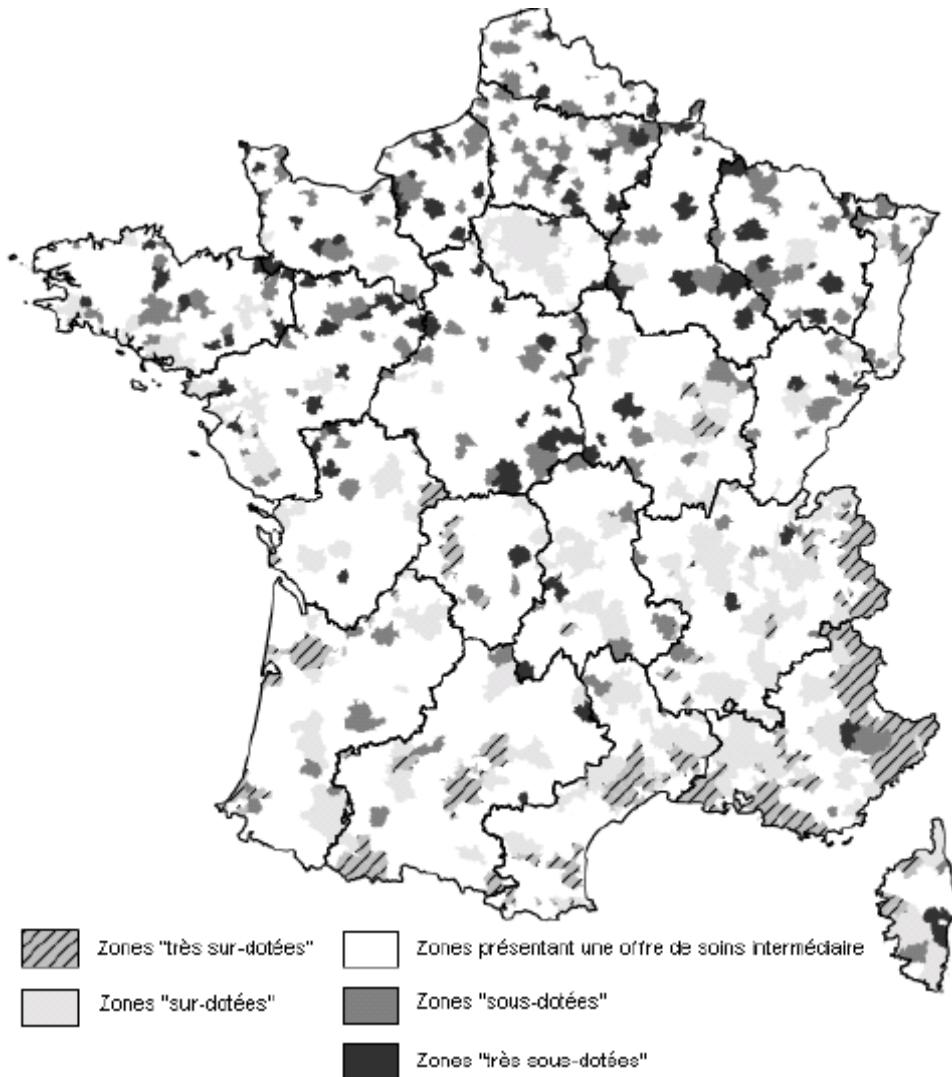 Zones "très sur-dotées"
Zones présentant une offre de soins intermédiaire
Zones "sur-dotées"
Zones "sous-dotées"
Zones "très sous-dotées"